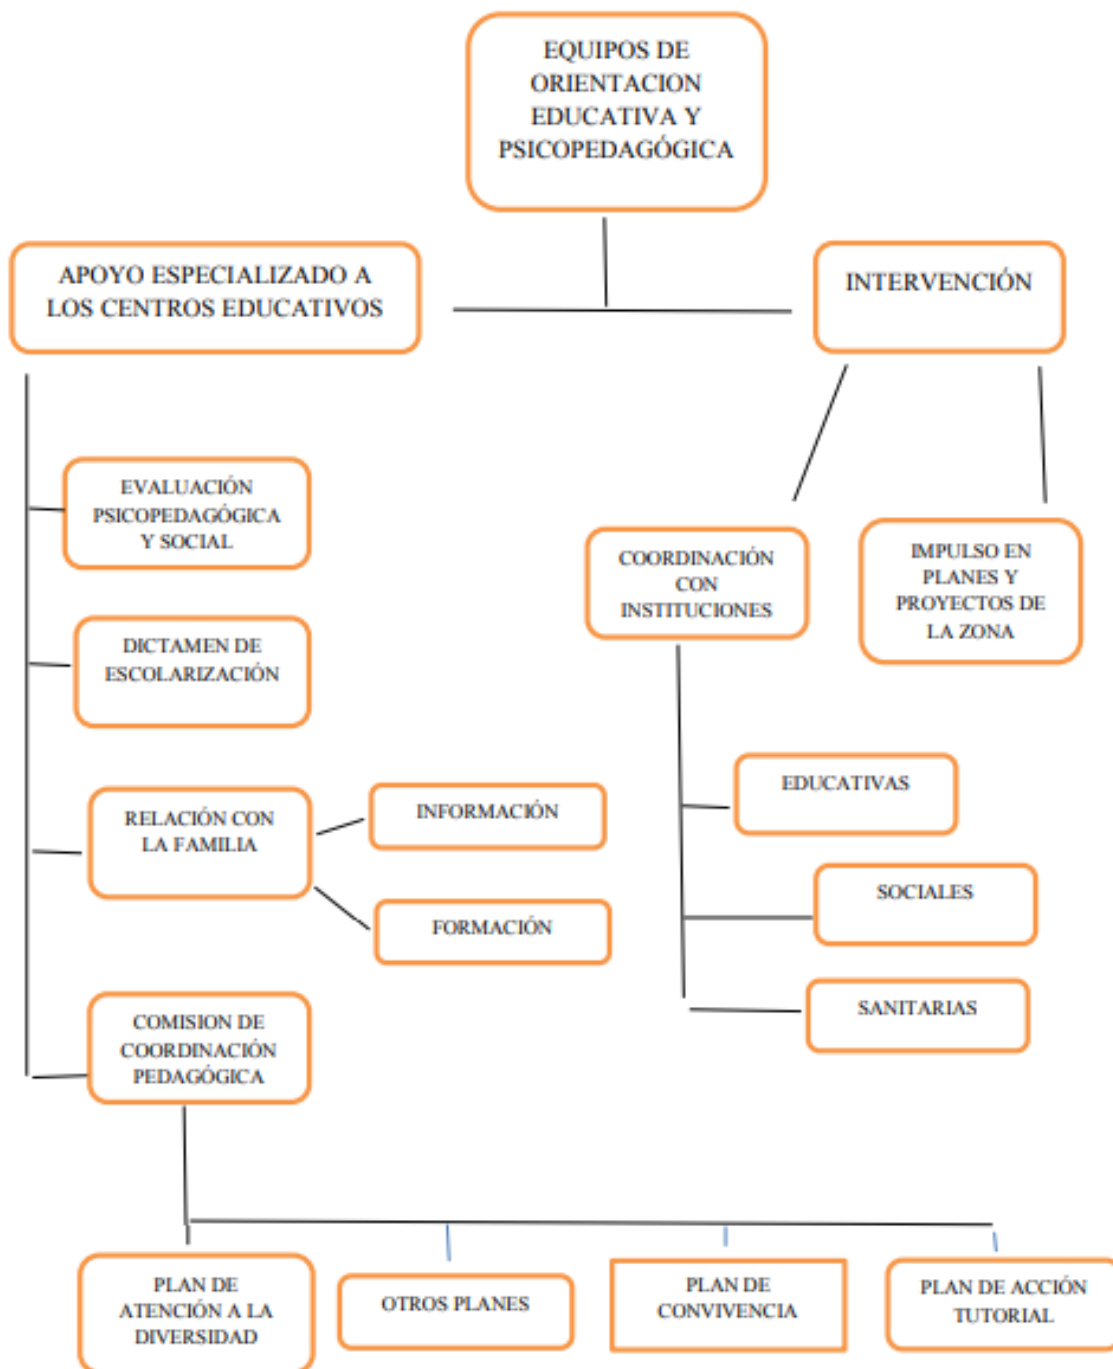 EQUIPOS DE
ORIENTACION
EDUCATIVA Y
PSICOPEDAGÓGICA
APOYO ESPECIALIZADO A
LOS CENTROS EDUCATIVOS
INTERVENCIÓN
EVALUACIÓN
PSICOPEDAGÓGICA
Y SOCIAL
DICTAMEN DE
ESCOLARIZACIÓN
RELACIÓN CON
LA FAMILIA
INFORMACIÓN
FORMACIÓN
COMISION DE
COORDINACIÓN
PEDAGÓGICA
COORDINACIÓN
CON
INSTITUCIONES
IMPULSO EN
PLANES Y
PROYECTOS DE
LA ZONA
EDUCATIVAS
SOCIALES
SANITARIAS
PLAN DE
ATENCIÓN A LA
DIVERSIDAD
OTROS PLANES
PLAN DE
CONVIVENCIA
PLAN DE ACCIÓN
TUTORIAL